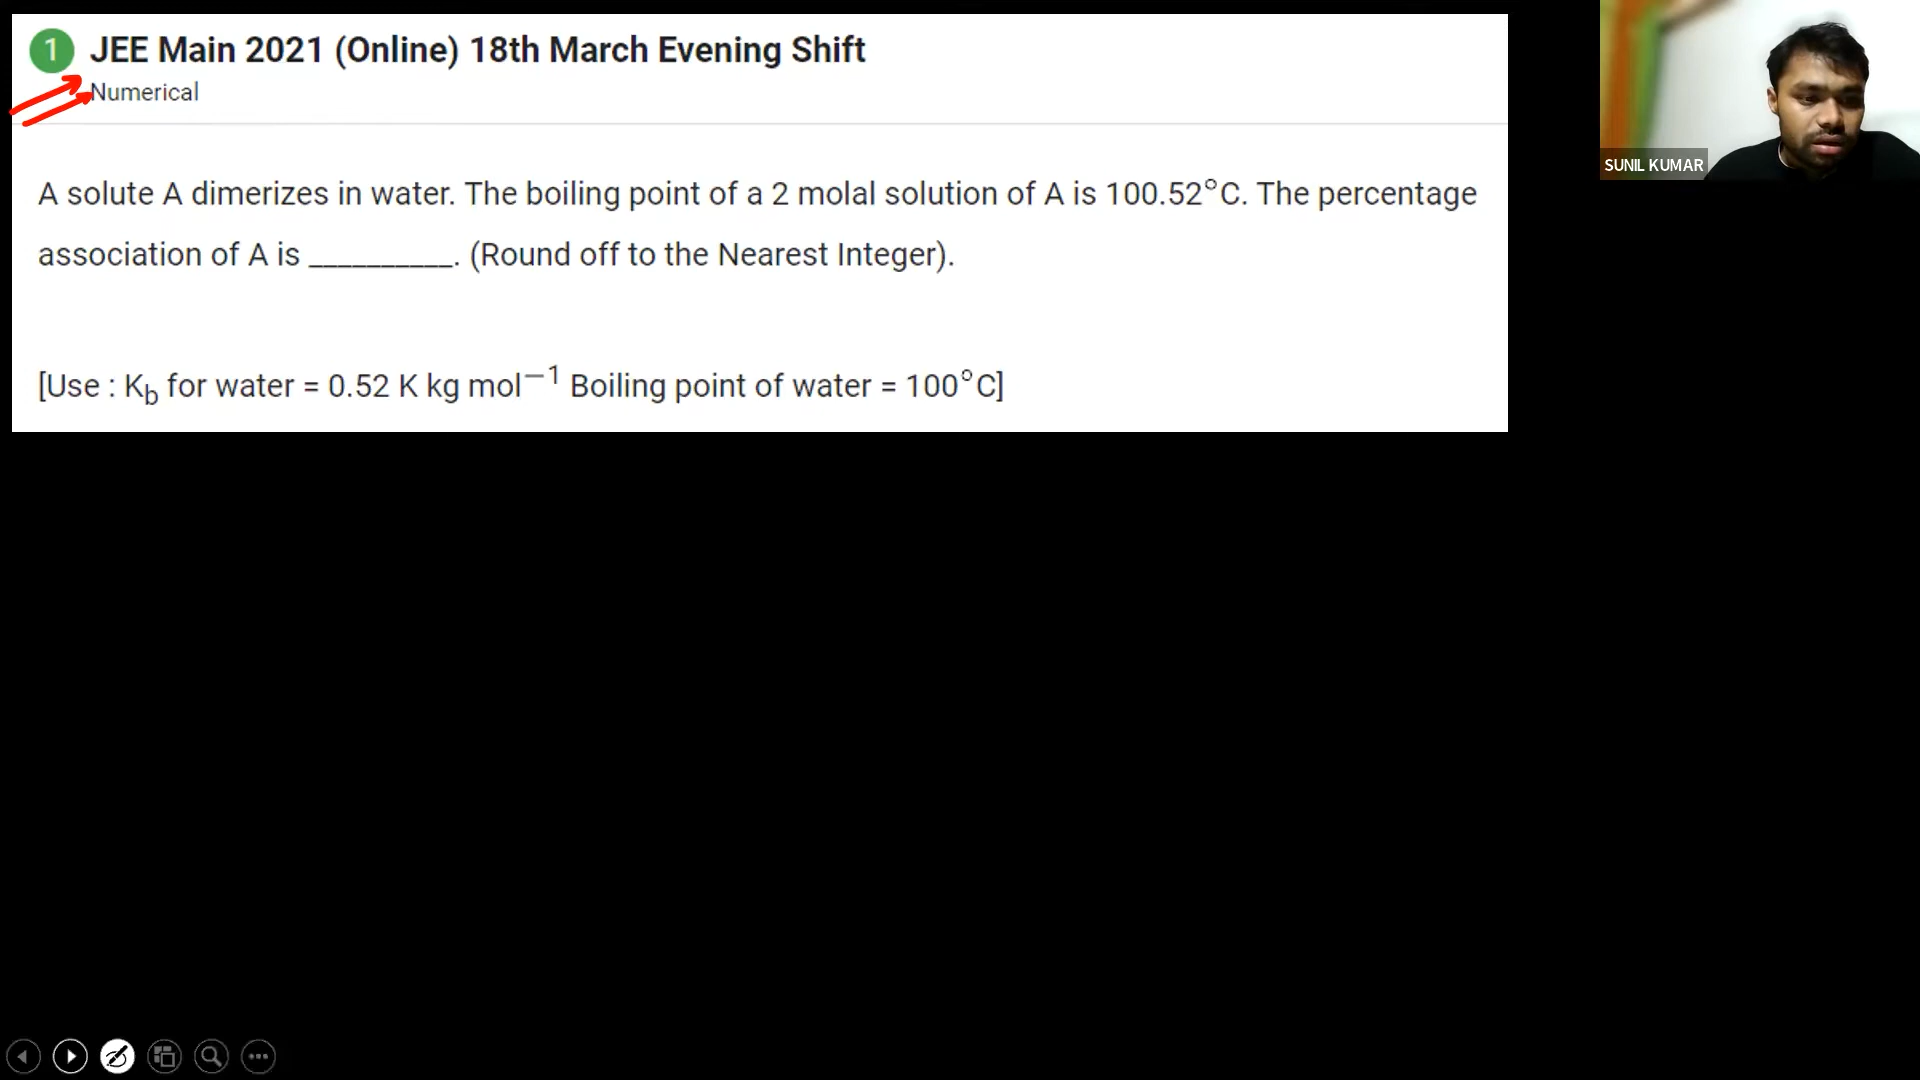 1 JEE Main 2021 (Online) 18th March Evening Shift
Numerical
SUNIL KUMAR
A solute A dimerizes in water. The boiling point of a 2 molal solution of A is 100.52°C. The percentage
association of A is __________. (Round off to the Nearest Integer).
[Use : K_b for water = 0.52 K kg mol⁻¹ Boiling point of water = 100°C]